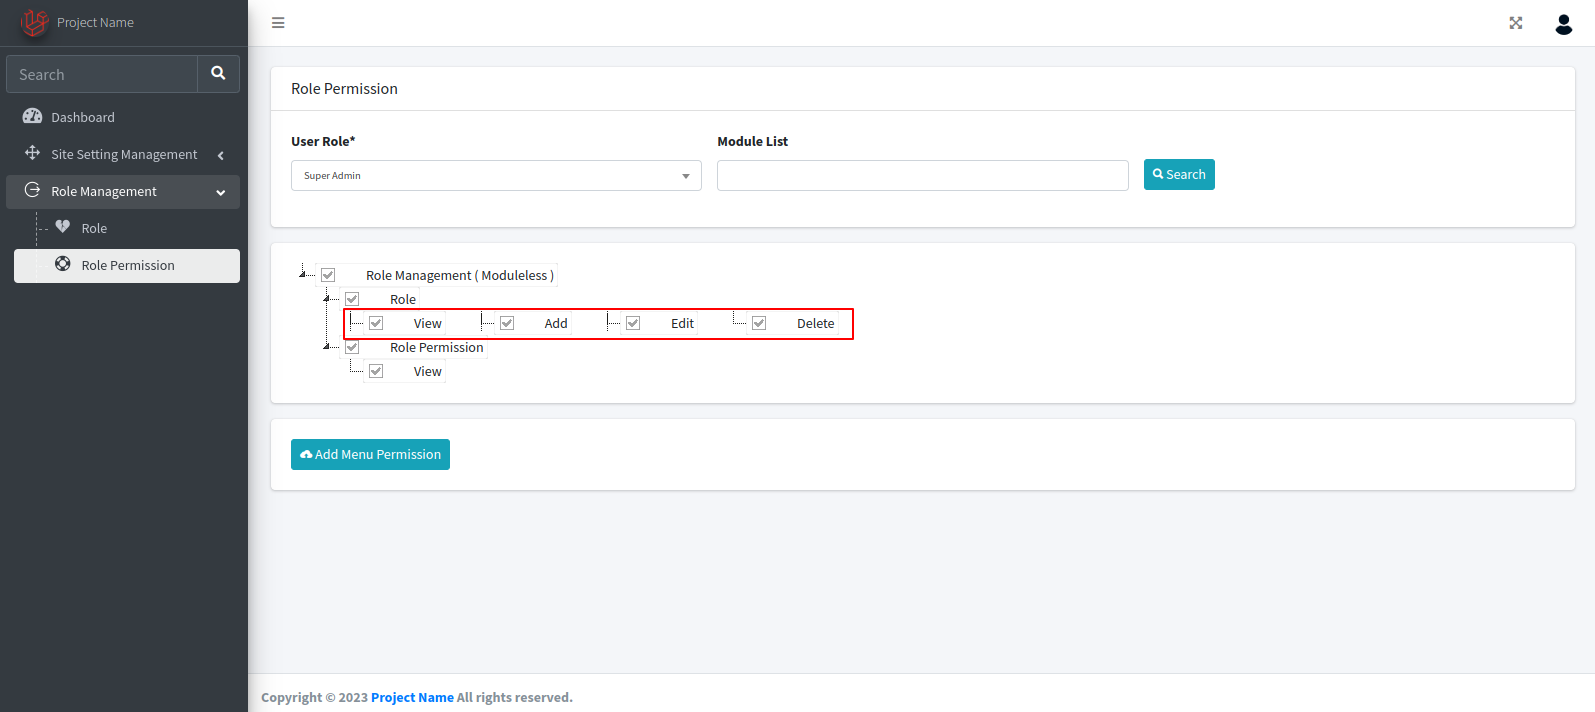 Project Name
Search
Dashboard
Site Setting Management
Role Management
Role
Role Permission
Role Permission
User Role*
Module List
Super Admin
Search
Role Management ( Moduleless )
Role
View Add Edit Delete
Role Permission
View
Add Menu Permission
Copyright © 2023 Project Name All rights reserved.